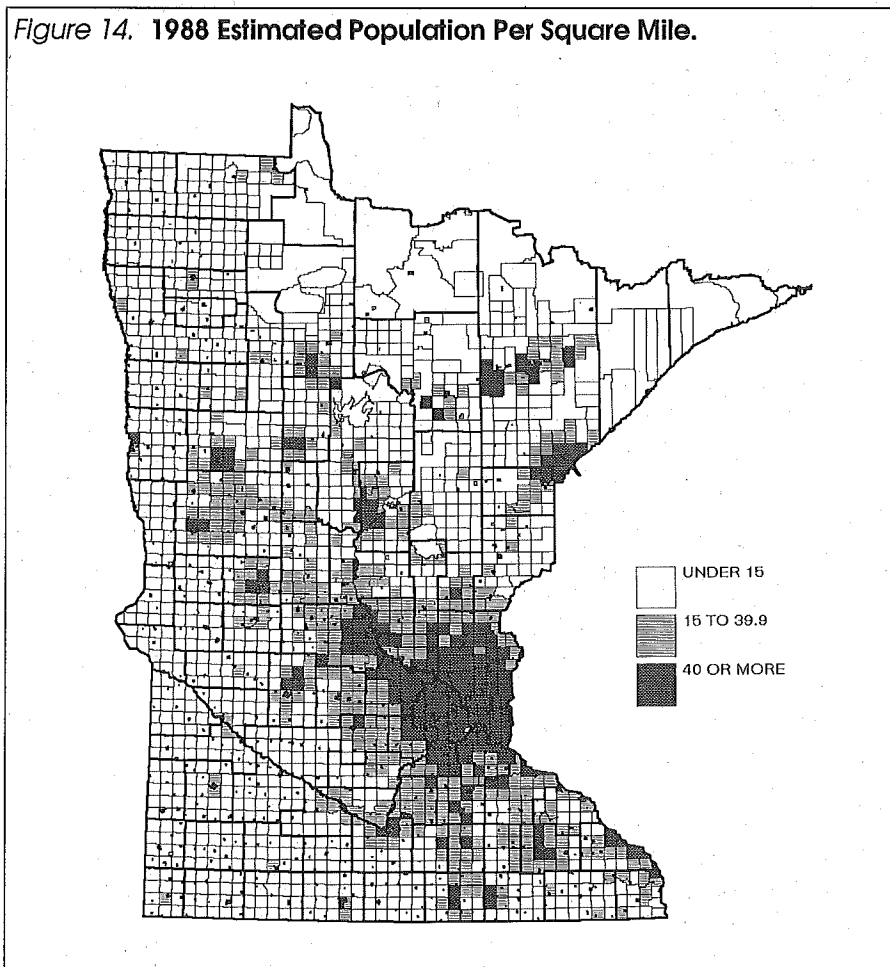 Figure 14. 1988 Estimated Population Per Square Mile.
UNDER 15
15 TO 39.9
40 OR MORE